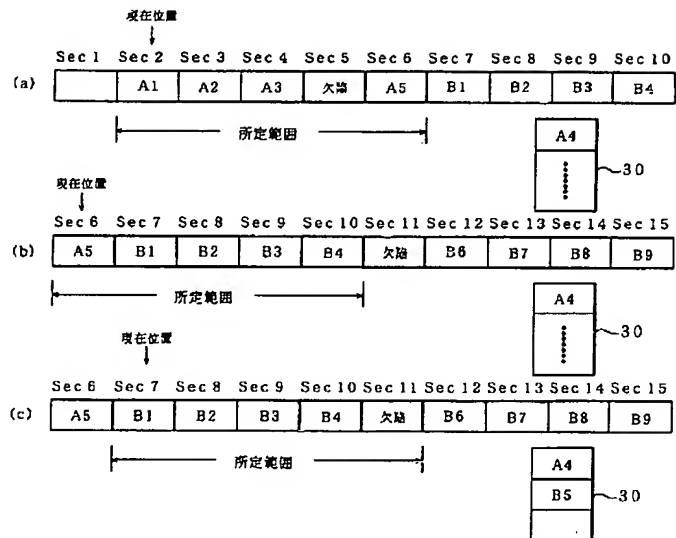 現在位置
Sec 1 Sec 2 Sec 3 Sec 4 Sec 5 Sec 6 Sec 7 Sec 8 Sec 9 Sec 10
(a) A1 A2 A3 欠陥 A5 B1 B2 B3 B4
所定範囲
A4
30
現在位置
Sec 6 Sec 7 Sec 8 Sec 9 Sec 10 Sec 11 Sec 12 Sec 13 Sec 14 Sec 15
(b) A5 B1 B2 B3 B4 欠陥 B6 B7 B8 B9
所定範囲
A4
30
現在位置
Sec 6 Sec 7 Sec 8 Sec 9 Sec 10 Sec 11 Sec 12 Sec 13 Sec 14 Sec 15
(c) A5 B1 B2 B3 B4 欠陥 B6 B7 B8 B9
所定範囲
A4
B5 30